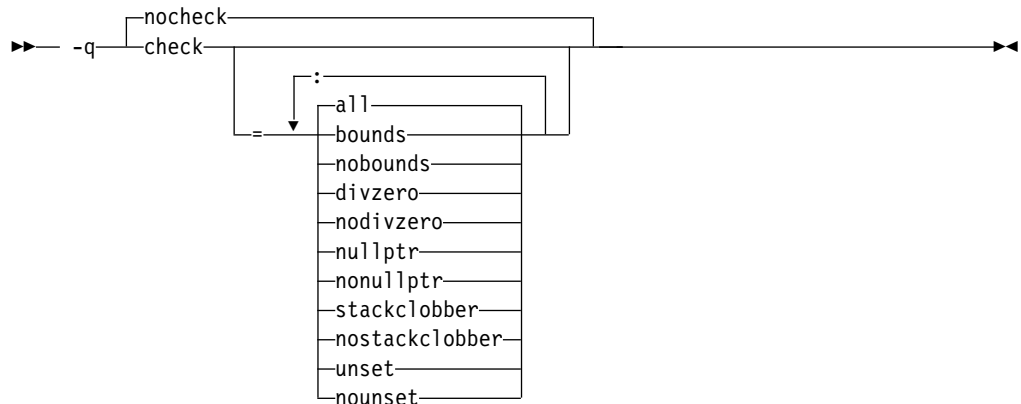 nocheck
-q check
:
all
= bounds
nobounds
divzero
nodivzero
nullptr
nonullptr
stackclobber
nostackclobber
unset
nounset